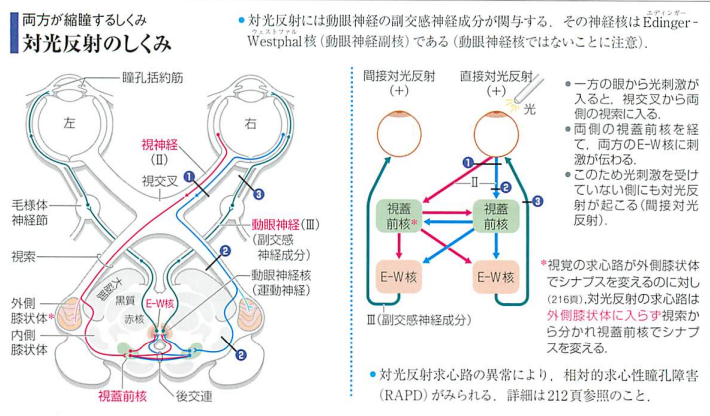 両方が縮瞳するしくみ
対光反射のしくみ
●対光反射には動眼神経の副交感神経成分が関与する．その神経核はEdinger-
エディンガー
Westphal核（動眼神経副核）である（動眼神経核ではないことに注意）．
ウェストファル
瞳孔括約筋
左
右
視神経
(Ⅱ)
視交叉
❶
❸
毛様体
神経節
動眼神経(Ⅲ)
(副交感
神経成分)
視索
❷
動眼神経核
(運動神経)
大脳脚
黒質
E-W核
赤核
外側
膝状体*
内側
膝状体
❷
視蓋前核
後交連
間接対光反射
(+)
直接対光反射
(+)
光
❶
Ⅱ
❷
❸
視蓋
前核*
視蓋
前核
E-W核
E-W核
Ⅲ(副交感神経成分)
●一方の眼から光刺激が
入ると，視交叉から両
側の視索に入る．
●両側の視蓋前核を経
て，両方のE-W核に刺
激が伝わる．
●このため光刺激を受け
ていない側にも対光反
射が起こる（間接対光
反射）．
*視覚の求心路が外側膝状体
でシナプスを変えるのに対し
(216頁)，対光反射の求心路は
外側膝状体に入らず視索か
ら分かれ視蓋前核でシナプ
スを変える．
●対光反射求心路の異常により，相対的求心性瞳孔障害
(RAPD)がみられる．詳細は212頁参照のこと．